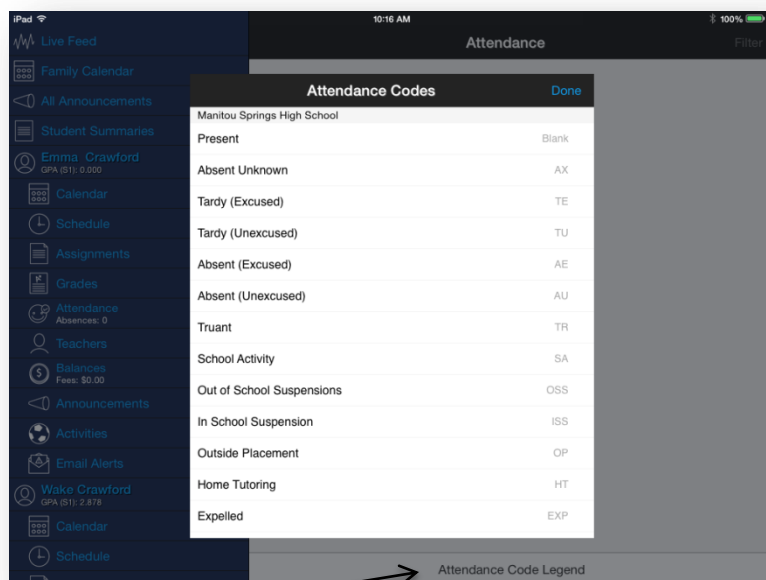 iPad 10:16 AM 100%
Live Feed
Attendance
Filter
Family Calendar
All Announcements
Student Summaries
Emma Crawford
GPA (S1): 0.000
Calendar
Schedule
Assignments
Grades
Attendance
Absences: 0
Teachers
Balances
Fees: $0.00
Announcements
Activities
Email Alerts
Wake Crawford
GPA (S1): 2.878
Calendar
Schedule
Attendance Codes Done
Manitou Springs High School
Present Blank
Absent Unknown AX
Tardy (Excused) TE
Tardy (Unexcused) TU
Absent (Excused) AE
Absent (Unexcused) AU
Truant TR
School Activity SA
Out of School Suspensions OSS
In School Suspension ISS
Outside Placement OP
Home Tutoring HT
Expelled EXP
Attendance Code Legend